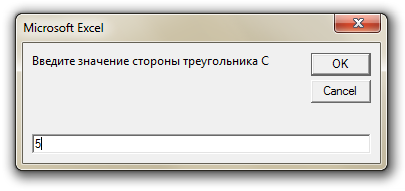 Microsoft Excel
Введите значение стороны треугольника C
OK
Cancel
5